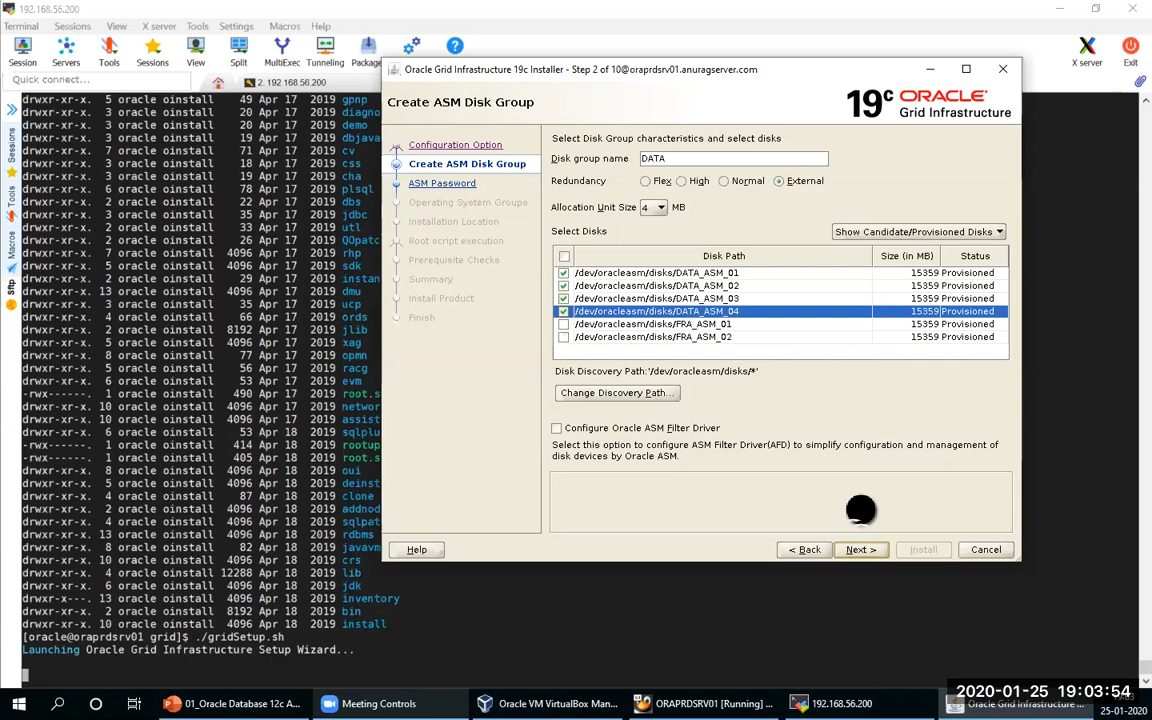 192.168.56.200
Terminal Sessions View X server Tools Settings Macros Help
Session Servers Tools Sessions View Split MultiExec Tunneling Package X server Exit
Quick connect...
2. 192.168.56.200
Sessions
Tools
Macros
Sftp
drwxr-xr-x. 5 oracle oinstall 49 Apr 17 2019 gpnp
drwxr-xr-x. 3 oracle oinstall 20 Apr 17 2019 diagno
drwxr-xr-x. 3 oracle oinstall 20 Apr 17 2019 demo
drwxr-xr-x. 3 oracle oinstall 38 Apr 17 2019 dbjava
drwxr-xr-x. 7 oracle oinstall 71 Apr 17 2019 cv
drwxr-xr-x. 3 oracle oinstall 33 Apr 17 2019 css
drwxr-xr-x. 3 oracle oinstall 76 Apr 17 2019 cha
drwxr-xr-x. 7 oracle oinstall 68 Apr 17 2019 plsql
drwxr-xr-x. 2 oracle oinstall 33 Apr 17 2019 dbs
drwxr-xr-x. 4 oracle oinstall 35 Apr 17 2019 jdbc
drwxr-xr-x. 2 oracle oinstall 33 Apr 17 2019 utl
drwxr-xr-x. 2 oracle oinstall 26 Apr 17 2019 QOpatc
drwxr-xr-x. 7 oracle oinstall 4096 Apr 17 2019 rhp
drwxr-xr-x. 4 oracle oinstall 66 Apr 17 2019 sdk
drwxr-xr-x. 2 oracle oinstall 29 Apr 17 2019 instan
drwxr-xr-x. 13 oracle oinstall 4096 Apr 17 2019 dmu
drwxr-xr-x. 3 oracle oinstall 33 Apr 17 2019 ucp
drwxr-xr-x. 4 oracle oinstall 66 Apr 17 2019 ords
drwxr-xr-x. 2 oracle oinstall 8192 Apr 17 2019 jlib
drwxr-xr-x. 7 oracle oinstall 4096 Apr 17 2019 xag
drwxr-xr-x. 4 oracle oinstall 66 Apr 17 2019 opmn
drwxr-xr-x. 5 oracle oinstall 56 Apr 17 2019 racg
drwxr-xr-x. 7 oracle oinstall 68 Apr 17 2019 evm
-rwx------. 1 oracle oinstall 490 Apr 17 2019 root.s
drwxr-xr-x. 10 oracle oinstall 4096 Apr 17 2019 networ
drwxr-xr-x. 10 oracle oinstall 4096 Apr 17 2019 assist
drwxr-xr-x. 6 oracle oinstall 53 Apr 18 2019 sqlplu
-rwx------. 1 oracle oinstall 414 Apr 18 2019 rootup
-rwx------. 1 oracle oinstall 405 Apr 18 2019 root.s
drwxr-xr-x. 8 oracle oinstall 4096 Apr 18 2019 oui
drwxr-xr-x. 6 oracle oinstall 4096 Apr 18 2019 deinst
drwxr-xr-x. 4 oracle oinstall 87 Apr 18 2019 clone
drwxr-xr-x. 2 oracle oinstall 4096 Apr 18 2019 addnod
drwxr-xr-x. 5 oracle oinstall 4096 Apr 18 2019 sqlpat
drwxr-xr-x. 13 oracle oinstall 4096 Apr 18 2019 rdbms
drwxr-xr-x. 8 oracle oinstall 82 Apr 18 2019 javavm
drwxr-xr-x. 10 oracle oinstall 4096 Apr 18 2019 crs
drwxr-xr-x. 4 oracle oinstall 12288 Apr 18 2019 lib
drwxr-xr-x. 6 oracle oinstall 4096 Apr 18 2019 jdk
drwxr-x---. 13 oracle oinstall 4096 Apr 18 2019 inventory
drwxr-xr-x. 2 oracle oinstall 8192 Apr 18 2019 bin
drwxr-xr-x. 7 oracle oinstall 4096 Apr 18 2019 install
[oracle@oraprdsrv01 grid]$ ./gridSetup.sh
Launching Oracle Grid Infrastructure Setup Wizard...
Oracle Grid Infrastructure 19c Installer - Step 2 of 10@oraprdsrv01.anuragserver.com
Create ASM Disk Group
19c ORACLE Grid Infrastructure
Configuration Option
Create ASM Disk Group
ASM Password
Operating System Groups
Installation Location
Root script execution
Prerequisite Checks
Summary
Install Product
Finish
Select Disk Group characteristics and select disks
Disk group name DATA
Redundancy Flex High Normal External
Allocation Unit Size 4 MB
Select Disks Show Candidate/Provisioned Disks
Disk Path Size (in MB) Status
/dev/oracleasm/disks/DATA_ASM_01 15359 Provisioned
/dev/oracleasm/disks/DATA_ASM_02 15359 Provisioned
/dev/oracleasm/disks/DATA_ASM_03 15359 Provisioned
/dev/oracleasm/disks/DATA_ASM_04 15359 Provisioned
/dev/oracleasm/disks/FRA_ASM_01 15359 Provisioned
/dev/oracleasm/disks/FRA_ASM_02 15359 Provisioned
Disk Discovery Path:'/dev/oracleasm/disks/*'
Change Discovery Path...
Configure Oracle ASM Filter Driver
Select this option to configure ASM Filter Driver(AFD) to simplify configuration and management of
disk devices by Oracle ASM.
Help < Back Next > Install Cancel
01_Oracle Database 12c A... Meeting Controls Oracle VM VirtualBox Man... ORAPRDSRV01 [Running] ... 192.168.56.200 Oracle Grid Infrastructure ...
2020-01-25 19:03:54
25-01-2020